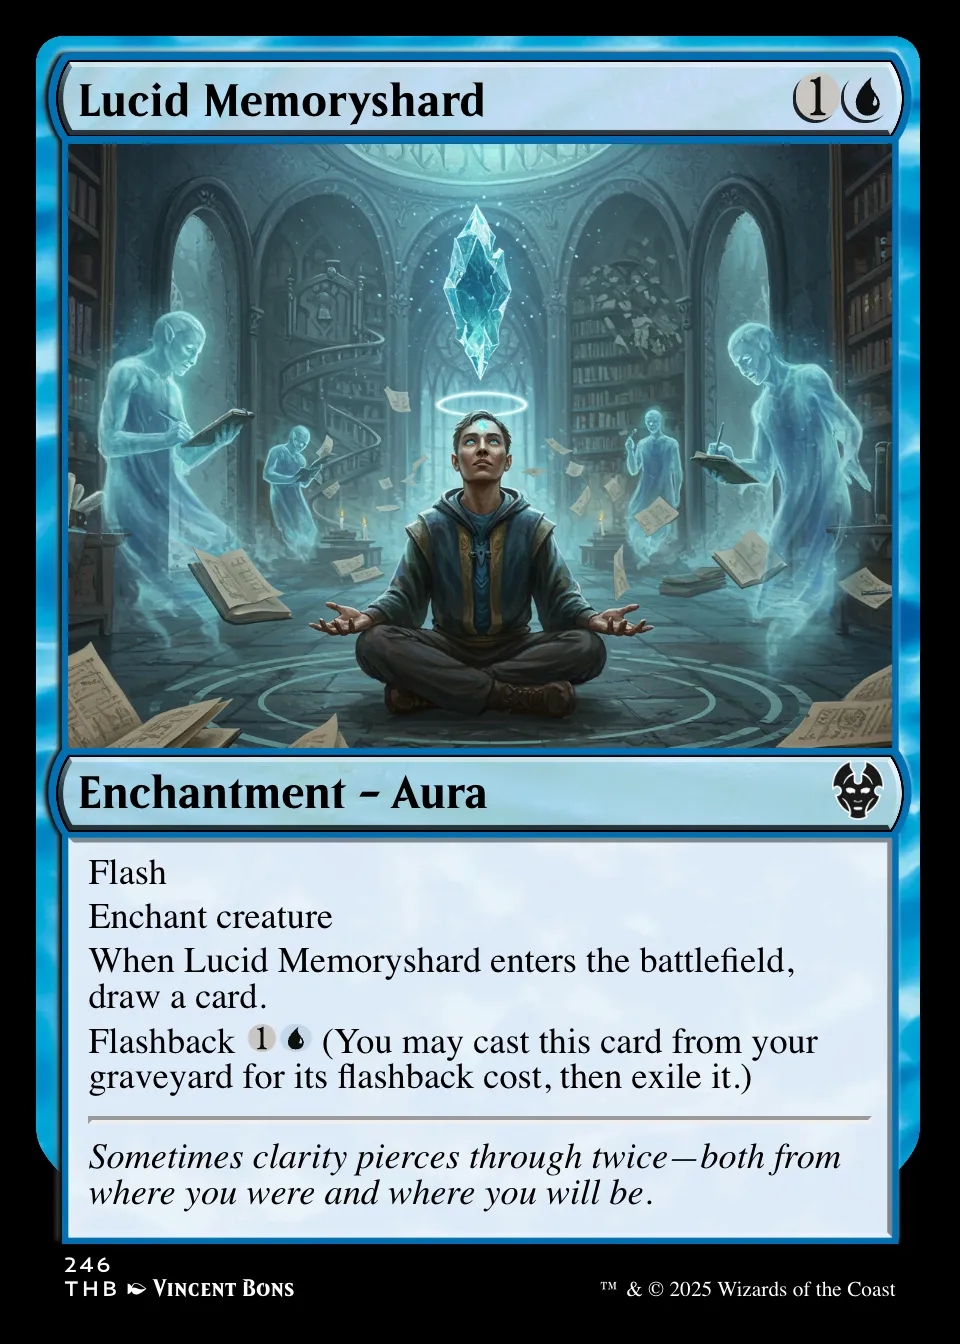 Lucid Memoryshard 1
Enchantment – Aura
Flash
Enchant creature
When Lucid Memoryshard enters the battlefield,
draw a card.
Flashback 1 (You may cast this card from your
graveyard for its flashback cost, then exile it.)
Sometimes clarity pierces through twice—both from
where you were and where you will be.
246
THB Vincent Bons
™ & © 2025 Wizards of the Coast